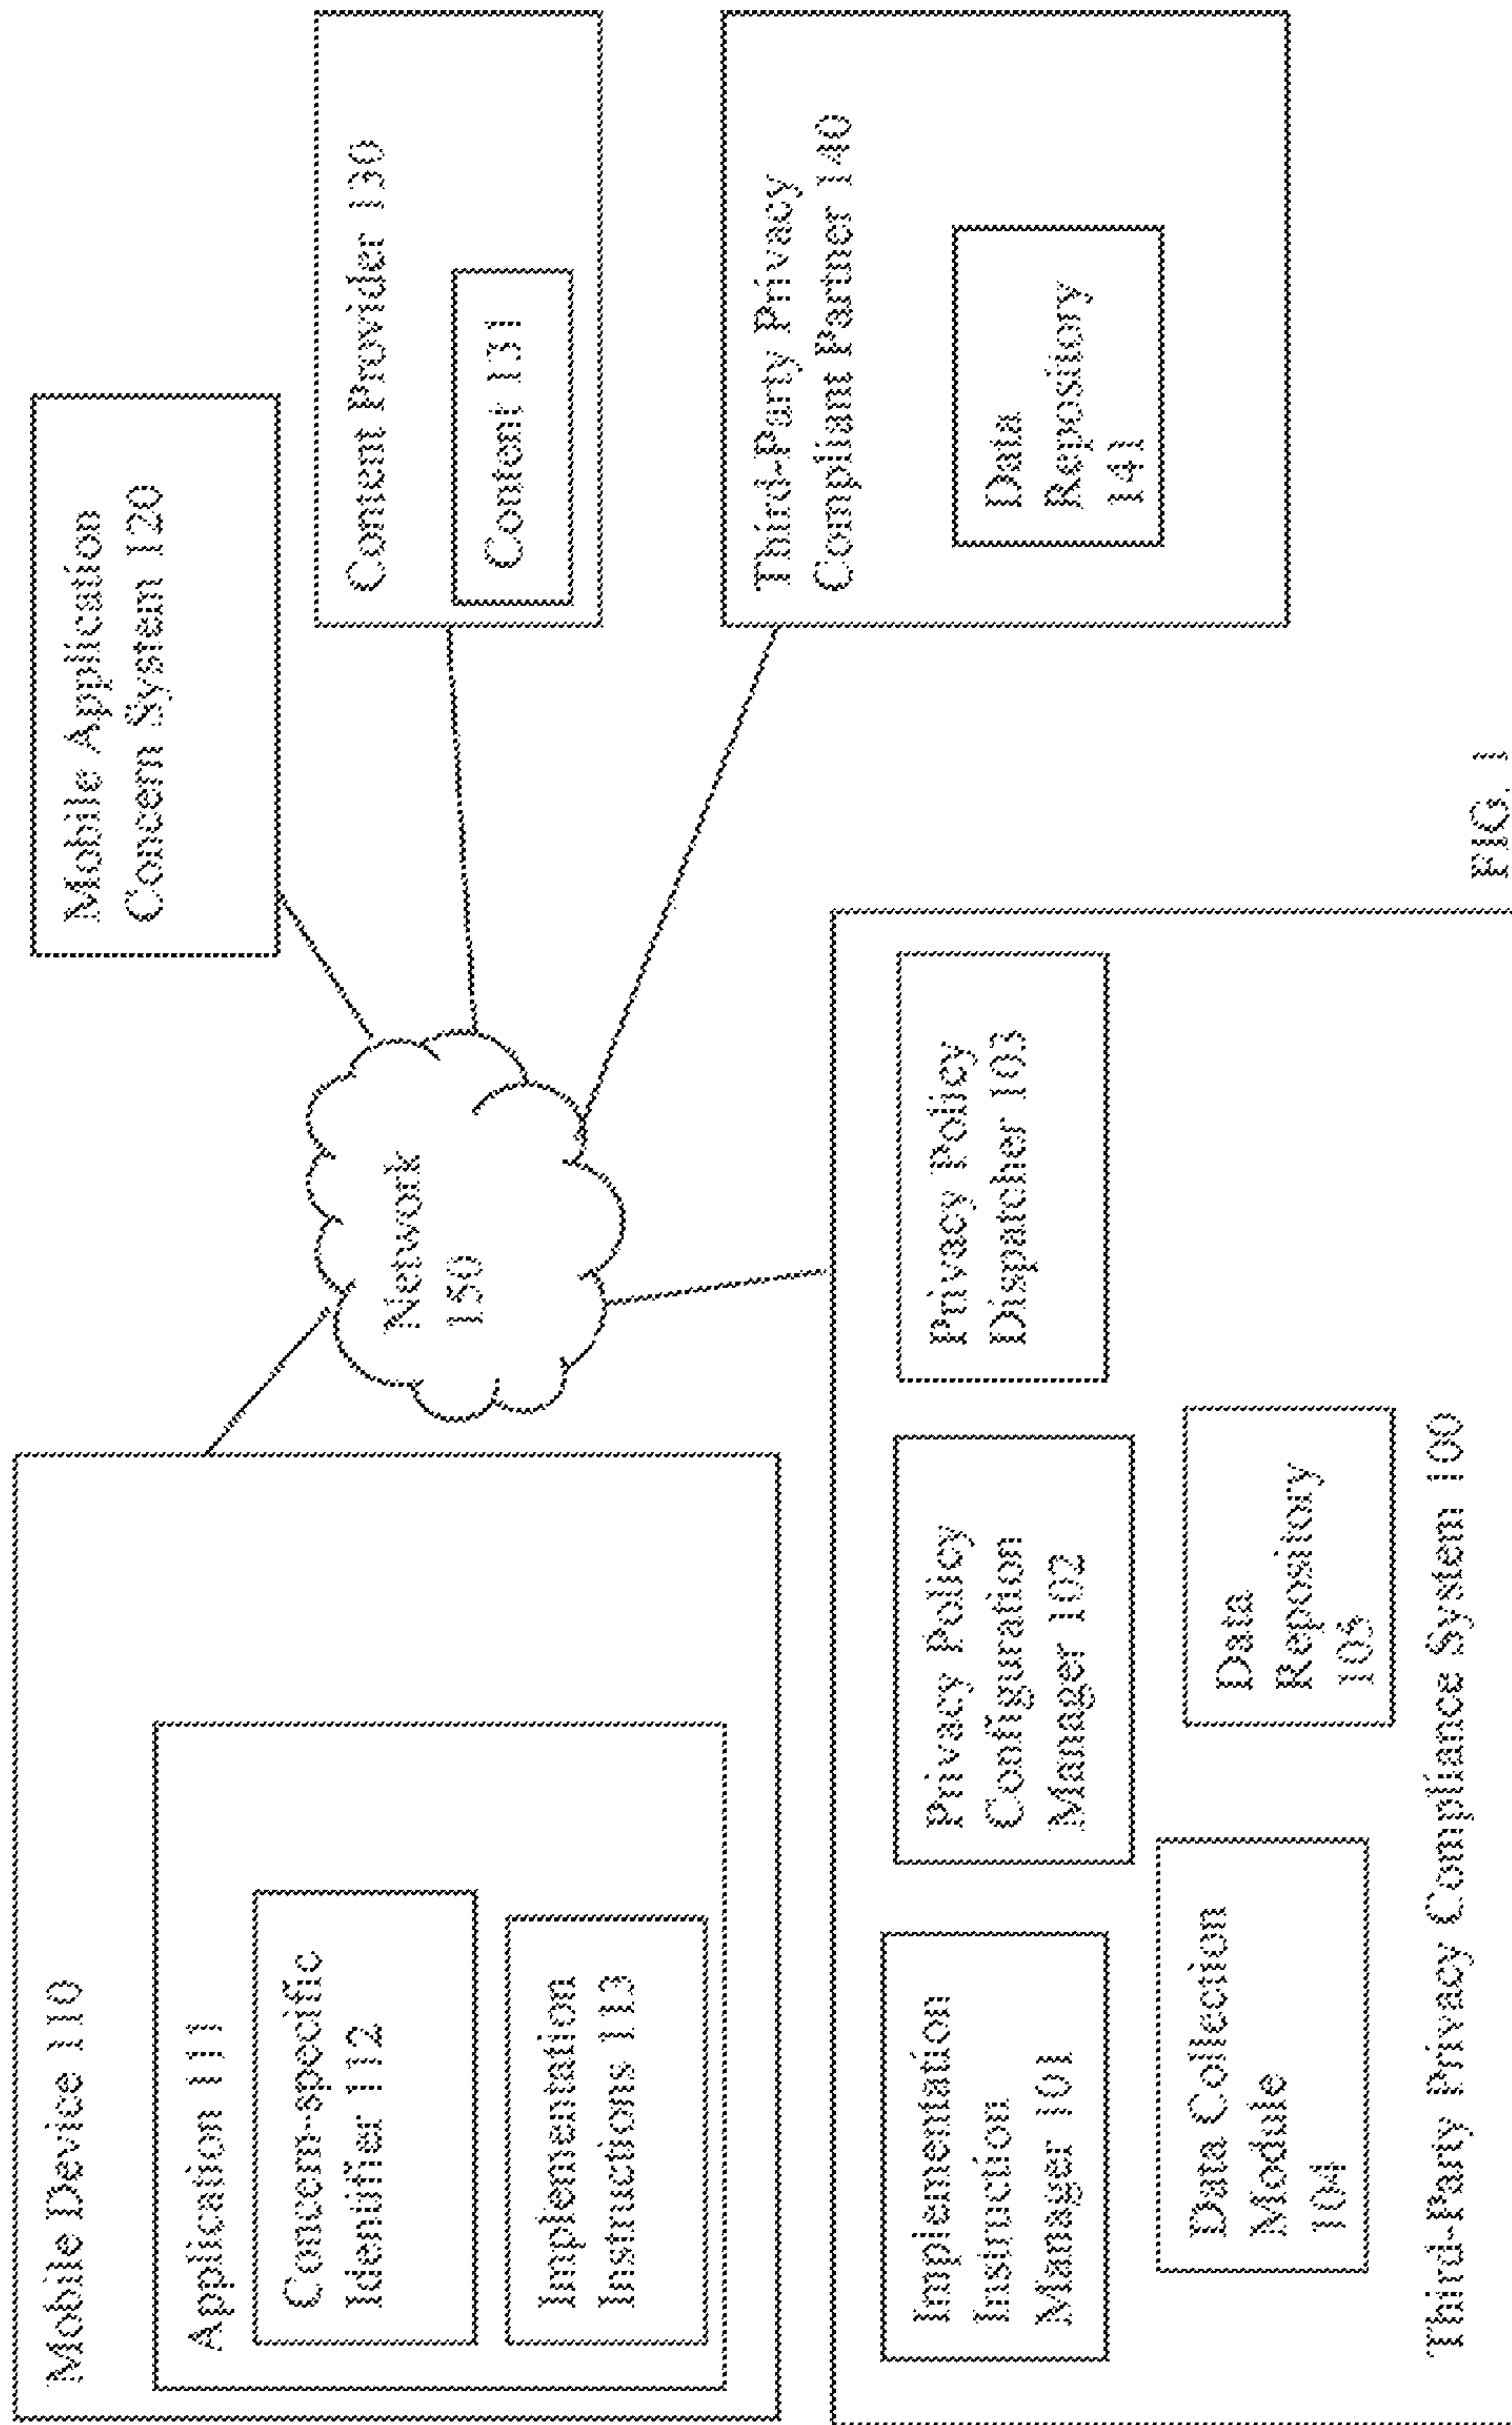 Mobile Device 110
Application 111
Concern-specific
Identifier 112
Implementation
Instructions 113
Network
150
Mobile Application
Concern System 120
Content Provider 130
Content 131
Third-Party Privacy
Compliant Partner 140
Data
Repository
141
Implementation
Instruction
Manager 101
Privacy Policy
Configuration
Manager 102
Privacy Policy
Dispatcher 103
Data Collection
Module
104
Data
Repository
105
Third-Party Privacy Compliance System 100
FIG. 1